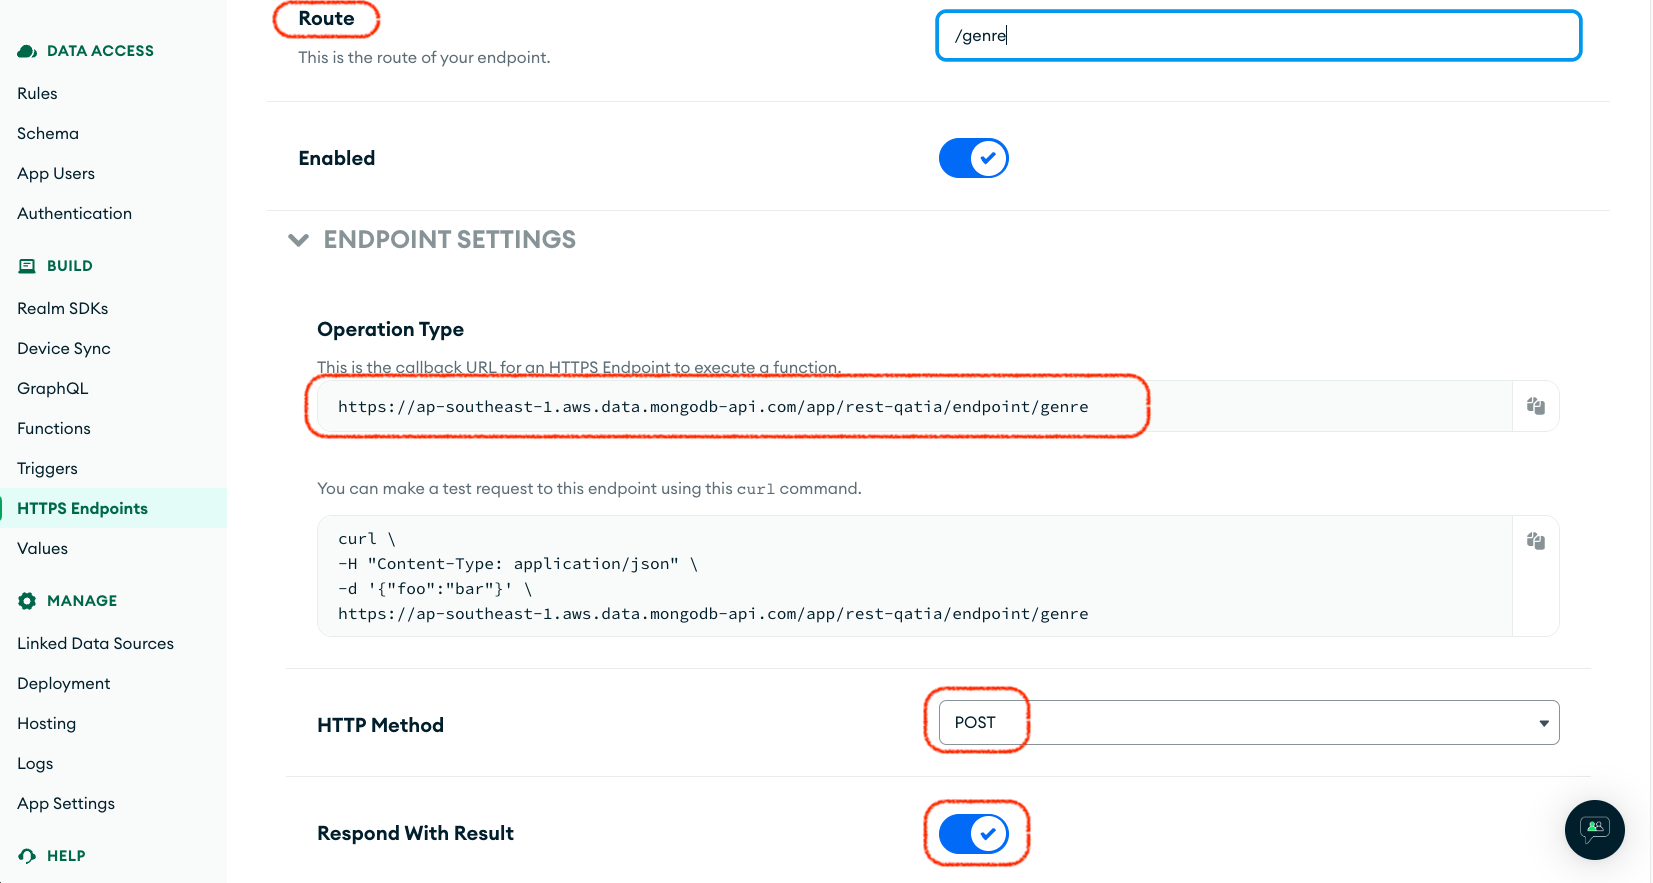 DATA ACCESS
Rules
Schema
App Users
Authentication
BUILD
Realm SDKs
Device Sync
GraphQL
Functions
Triggers
HTTPS Endpoints
Values
MANAGE
Linked Data Sources
Deployment
Hosting
Logs
App Settings
HELP
Route
This is the route of your endpoint.
/genre
Enabled
ENDPOINT SETTINGS
Operation Type
This is the callback URL for an HTTPS Endpoint to execute a function.
https://ap-southeast-1.aws.data.mongodb-api.com/app/rest-qatia/endpoint/genre
You can make a test request to this endpoint using this curl command.
curl \
-H "Content-Type: application/json" \
-d '{"foo":"bar"}' \
https://ap-southeast-1.aws.data.mongodb-api.com/app/rest-qatia/endpoint/genre
HTTP Method
POST
Respond With Result